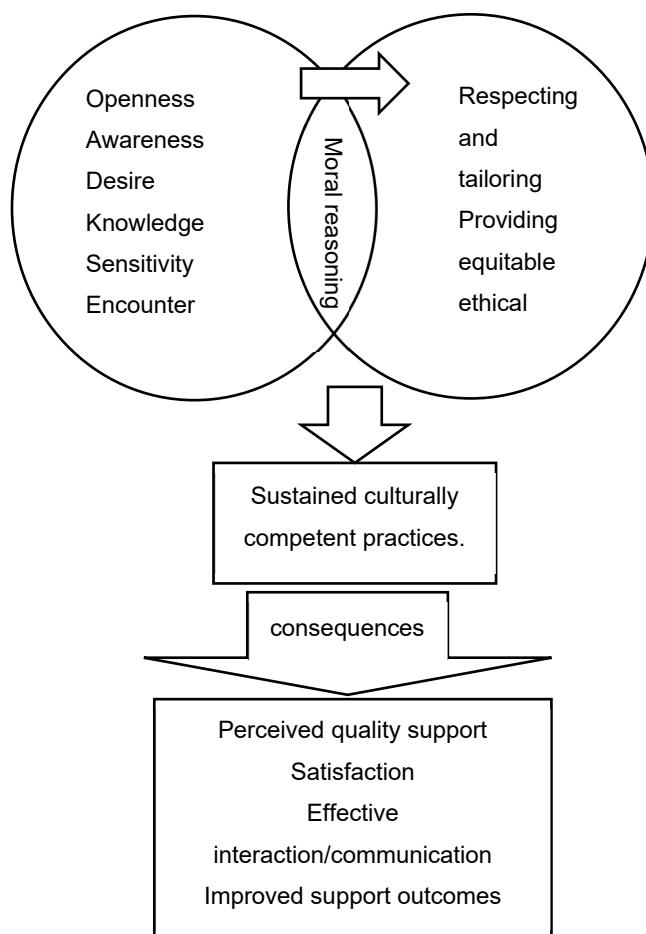 Openness
Awareness
Desire
Knowledge
Sensitivity
Encounter
Moral reasoning
Respecting
and
tailoring
Providing
equitable
ethical
Sustained culturally
competent practices.
consequences
Perceived quality support
Satisfaction
Effective
interaction/communication
Improved support outcomes